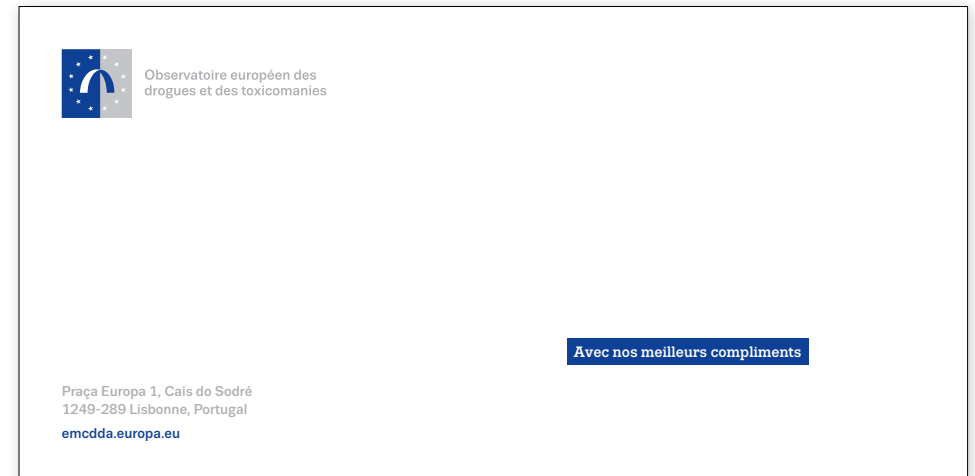 Observatoire européen des
drogues et des toxicomanies
Avec nos meilleurs compliments
Praça Europa 1, Cais do Sodré
1249-289 Lisbonne, Portugal
emcdda.europa.eu